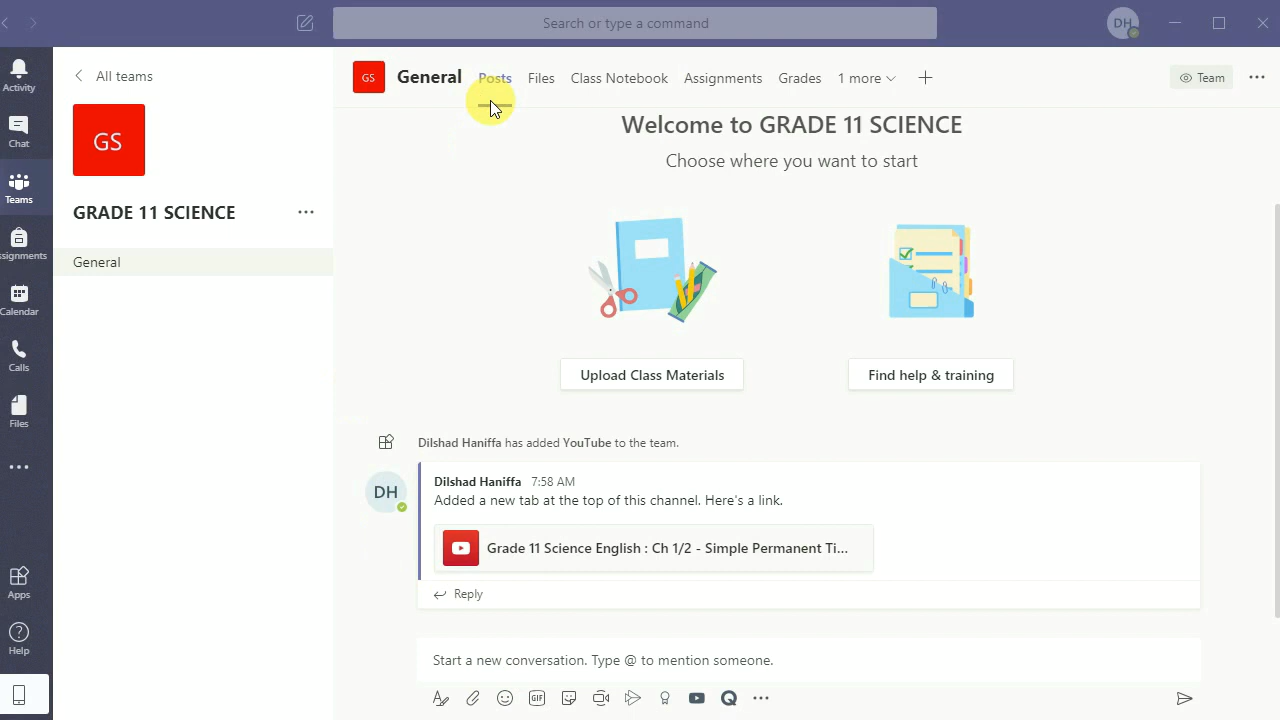 Search or type a command
DH
Activity
Chat
Teams
ssignments
Calendar
Calls
Files
Apps
Help
All teams
GS
GRADE 11 SCIENCE
General
GS
General
Posts
Files
Class Notebook
Assignments
Grades
1 more
Team
Welcome to GRADE 11 SCIENCE
Choose where you want to start
Upload Class Materials
Find help & training
Dilshad Haniffa has added YouTube to the team.
DH
Dilshad Haniffa 7:58 AM
Added a new tab at the top of this channel. Here's a link.
Grade 11 Science English : Ch 1/2 - Simple Permanent Ti...
Reply
Start a new conversation. Type @ to mention someone.
GIF